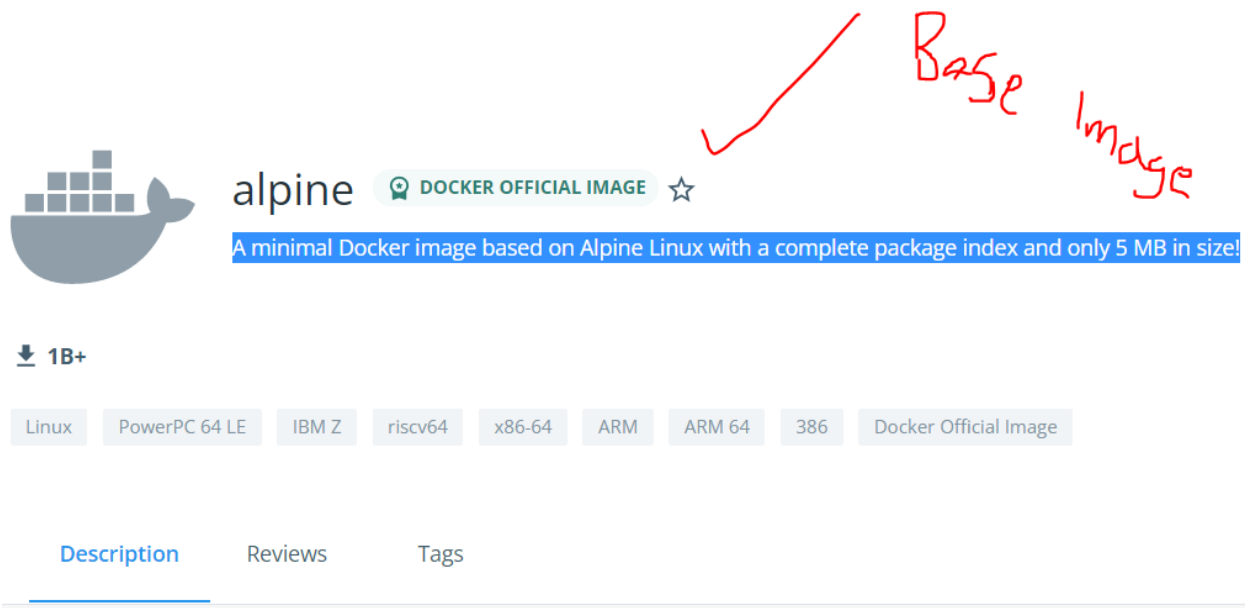 Base Image
alpine DOCKER OFFICIAL IMAGE
A minimal Docker image based on Alpine Linux with a complete package index and only 5 MB in size!
1B+
Linux PowerPC 64 LE IBM Z riscv64 x86-64 ARM ARM 64 386 Docker Official Image
Description Reviews Tags